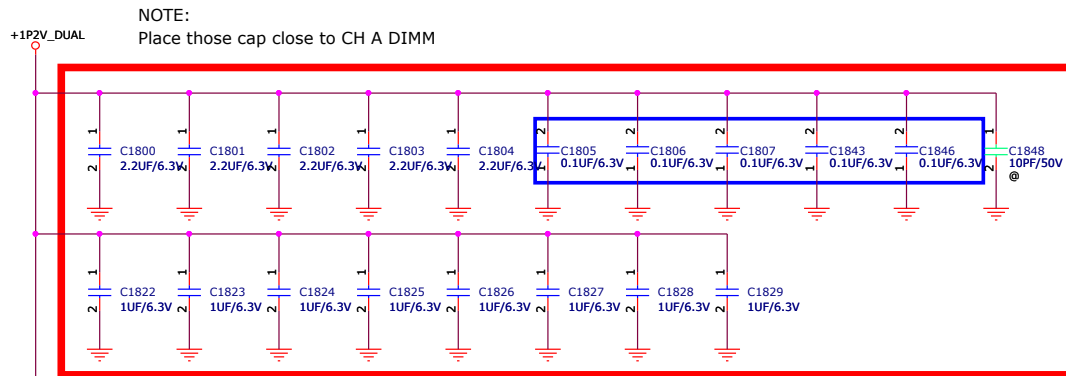 NOTE:
+1P2V_DUAL
Place those cap close to CH A DIMM
1 1 1 1 1 2 2 2 2 2 1
C1800 C1801 C1802 C1803 C1804 C1805 C1806 C1807 C1843 C1846 C1848
2.2UF/6.3V 2.2UF/6.3V 2.2UF/6.3V 2.2UF/6.3V 2.2UF/6.3V 0.1UF/6.3V 0.1UF/6.3V 0.1UF/6.3V 0.1UF/6.3V 0.1UF/6.3V 10PF/50V
2 2 2 2 2 1 1 1 1 1 2
@
1 1 1 1 1 1 1 1
C1822 C1823 C1824 C1825 C1826 C1827 C1828 C1829
1UF/6.3V 1UF/6.3V 1UF/6.3V 1UF/6.3V 1UF/6.3V 1UF/6.3V 1UF/6.3V 1UF/6.3V
2 2 2 2 2 2 2 2